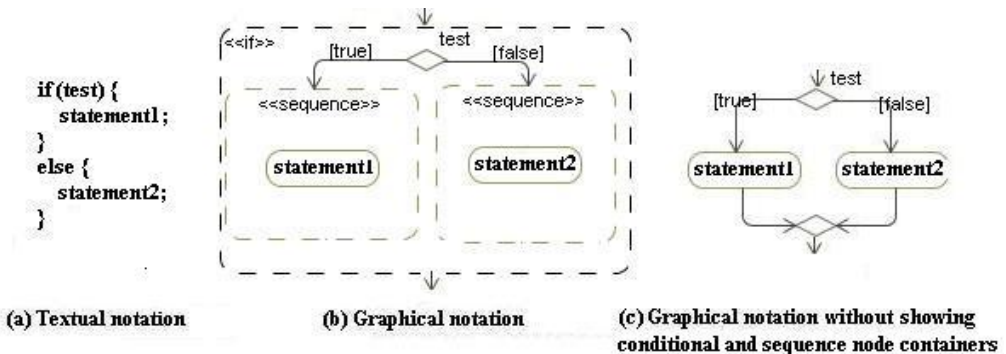 if (test) {
statement1;
}
else {
statement2;
}
(a) Textual notation
<<if>>
test
[true]
[false]
<<sequence>>
<<sequence>>
statement1
statement2
(b) Graphical notation
test
[true]
[false]
statement1
statement2
(c) Graphical notation without showing
conditional and sequence node containers